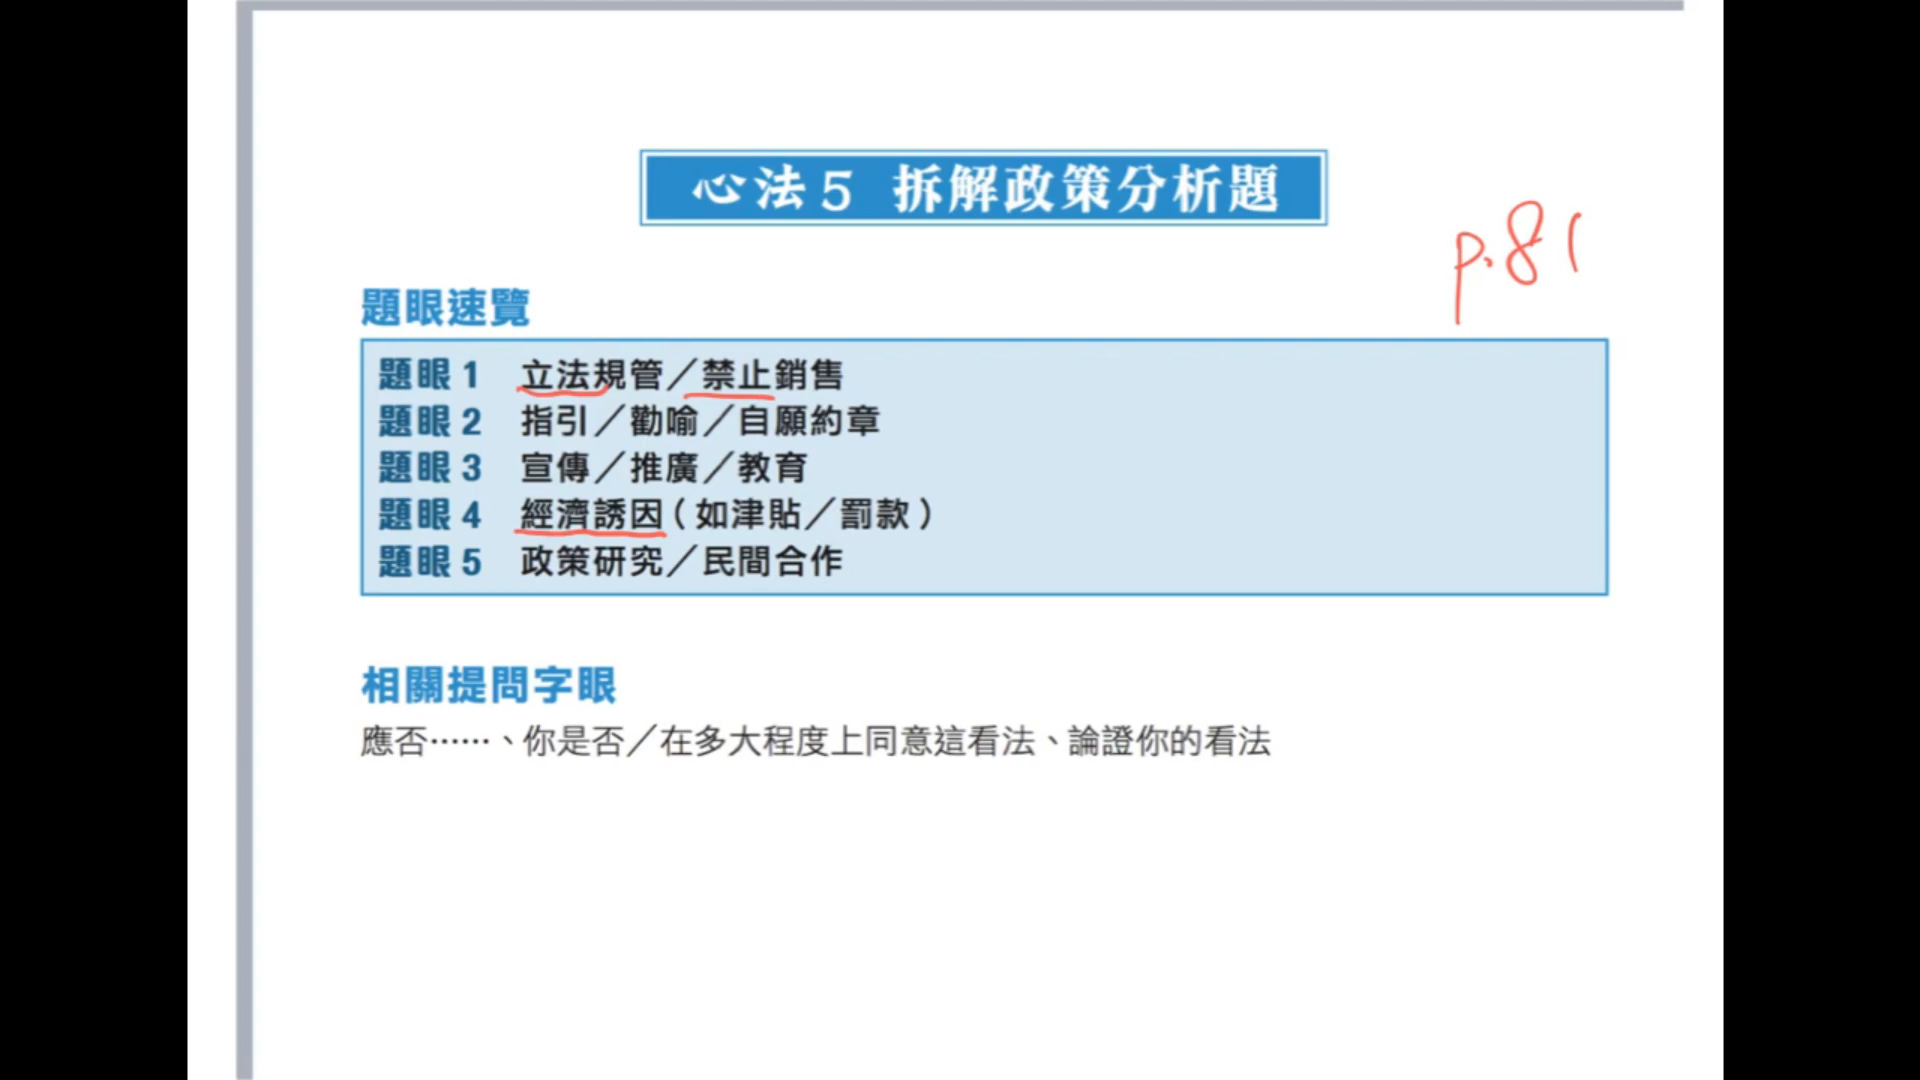 心法5 拆解政策分析題
p.81
題眼速覽
題眼1 立法規管／禁止銷售
題眼2 指引／勸喻／自願約章
題眼3 宣傳／推廣／教育
題眼4 經濟誘因（如津貼／罰款）
題眼5 政策研究／民間合作
相關提問字眼
應否⋯⋯、你是否／在多大程度上同意這看法、論證你的看法